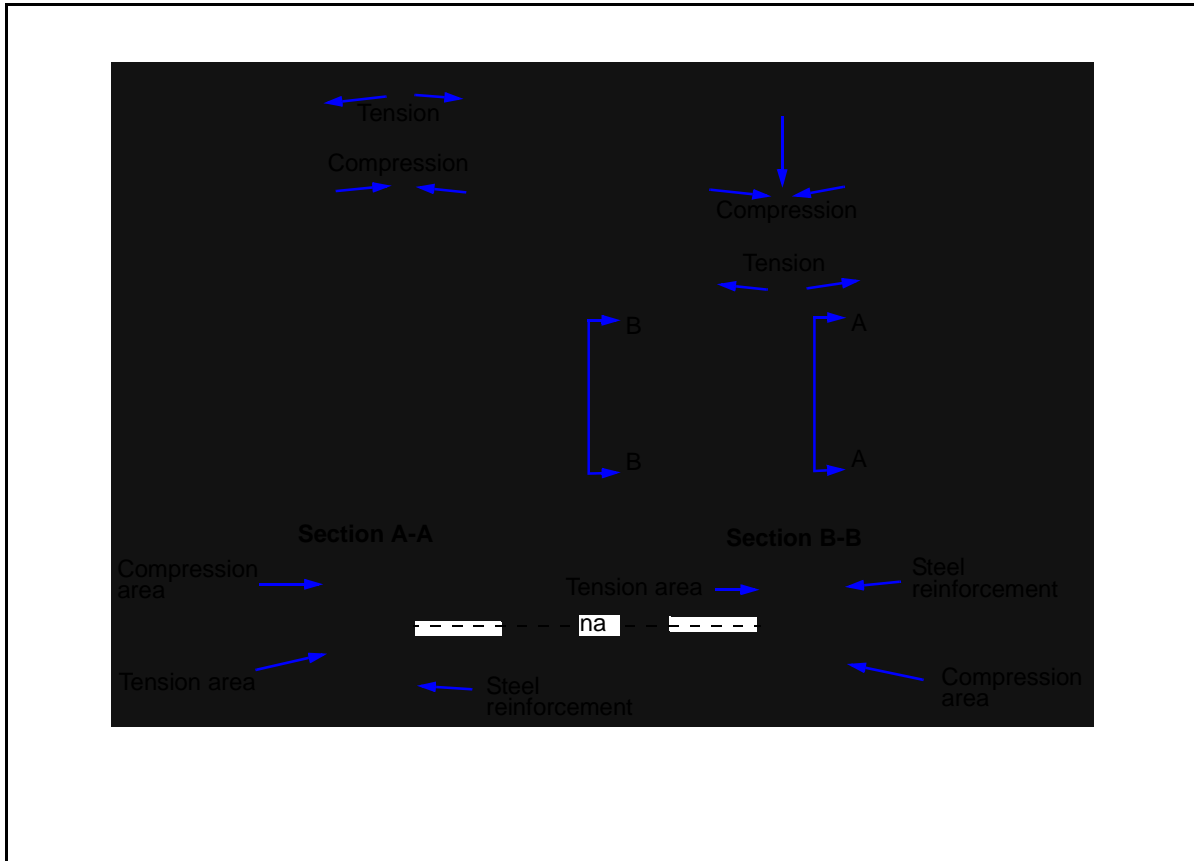 Tension
Compression
Compression
Tension
B
A
B
A
Section A-A
Section B-B
Compression
area
Tension area
Steel
reinforcement
na
Tension area
Steel
reinforcement
Compression
area